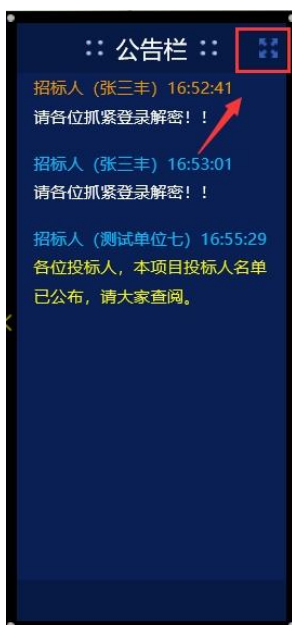 公告栏
招标人（张三丰）16:52:41
请各位抓紧登录解密！！
招标人（张三丰）16:53:01
请各位抓紧登录解密！！
招标人（测试单位七）16:55:29
各位投标人，本项目投标人名单
已公布，请大家查阅。